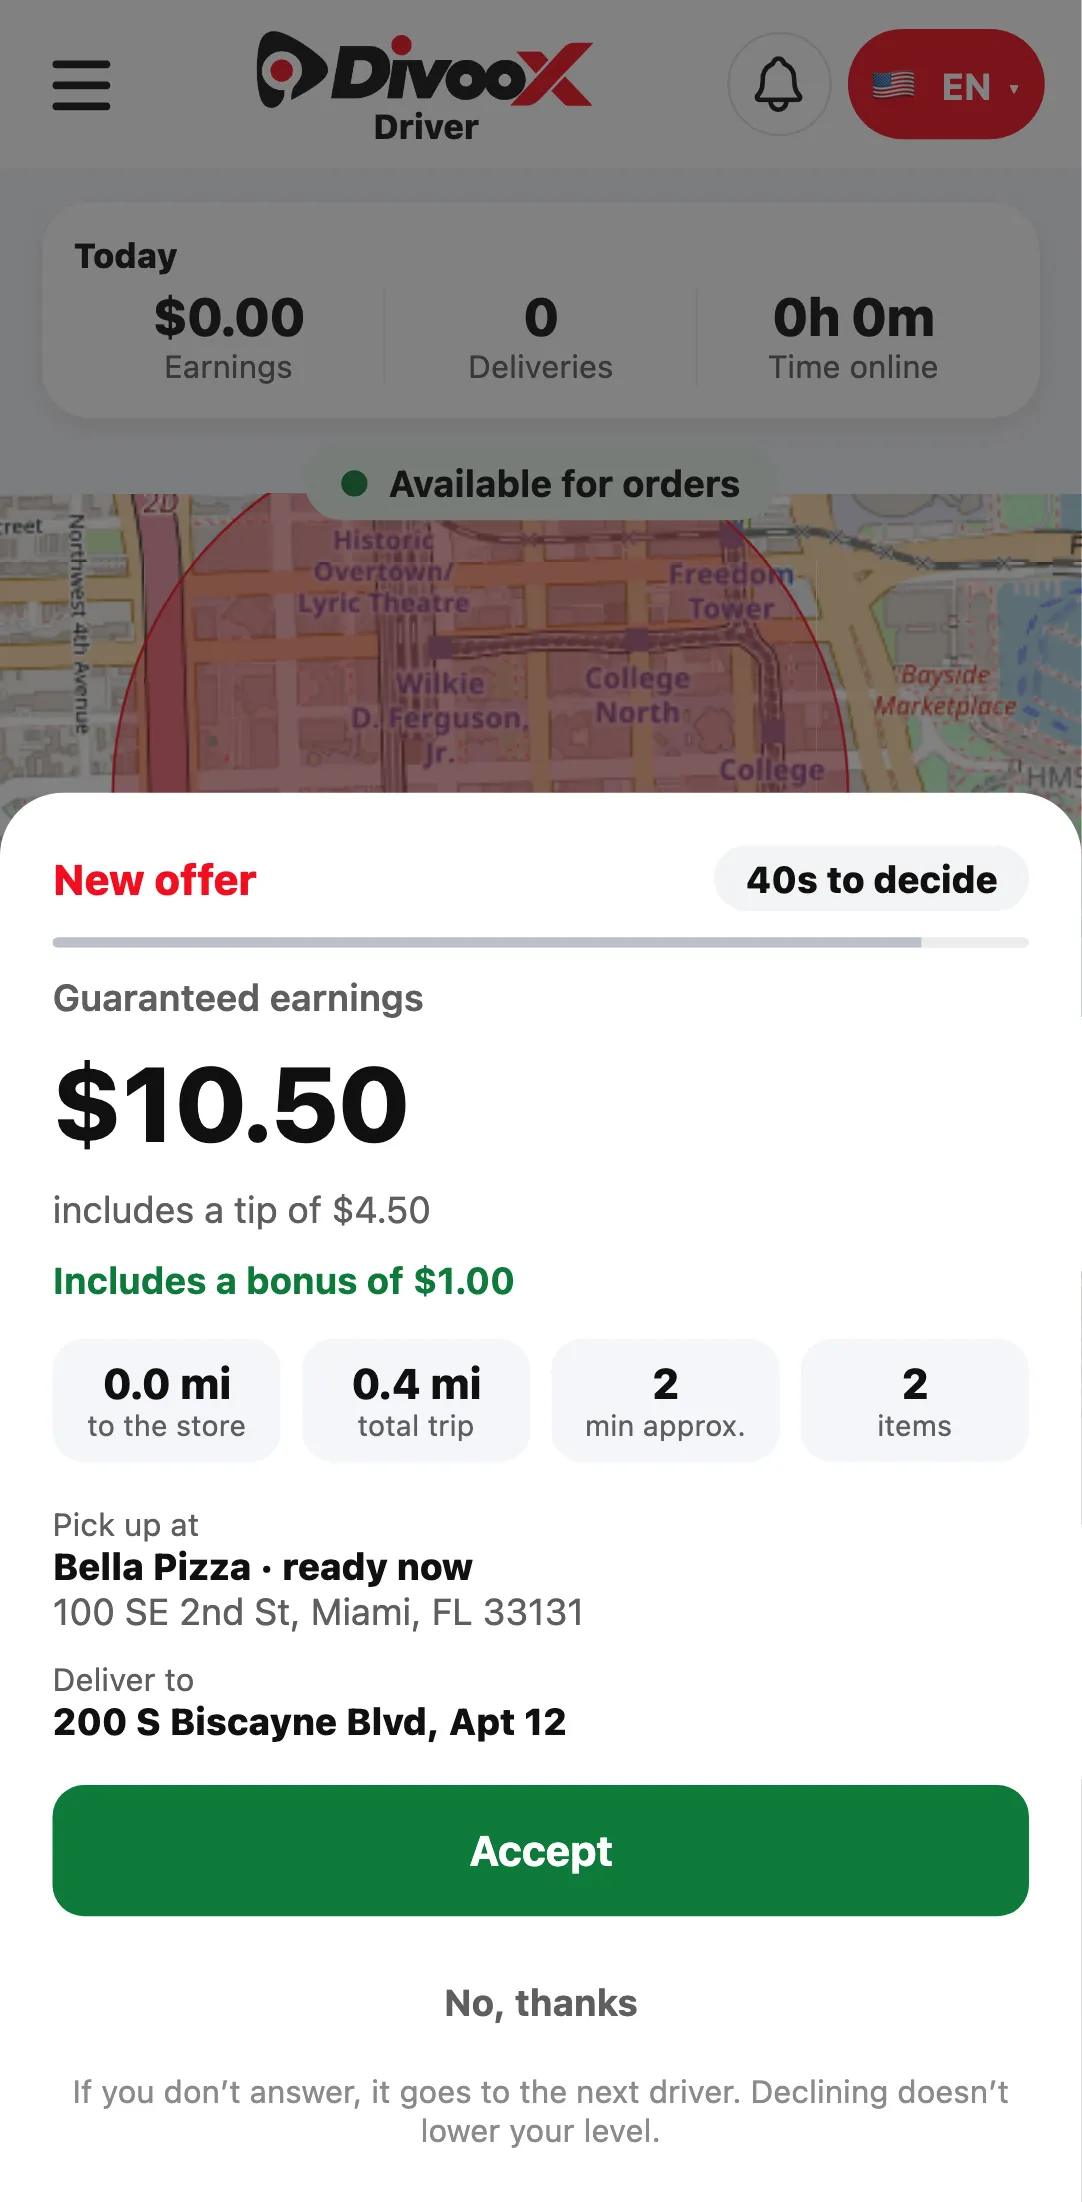 DivooX
Driver
EN
Today
$0.00
Earnings
0
Deliveries
0h 0m
Time online
Available for orders
reet
Northwest 4th Avenue
2D
Historic
Overtown/
Lyric Theatre
Freedom
Tower
Wilkie
D. Ferguson,
Jr.
College
North
College
Bayside
Marketplace
HMS
New offer
40s to decide
Guaranteed earnings
$10.50
includes a tip of $4.50
Includes a bonus of $1.00
0.0 mi
to the store
0.4 mi
total trip
2
min approx.
2
items
Pick up at
Bella Pizza · ready now
100 SE 2nd St, Miami, FL 33131
Deliver to
200 S Biscayne Blvd, Apt 12
Accept
No, thanks
If you don’t answer, it goes to the next driver. Declining doesn’t
lower your level.